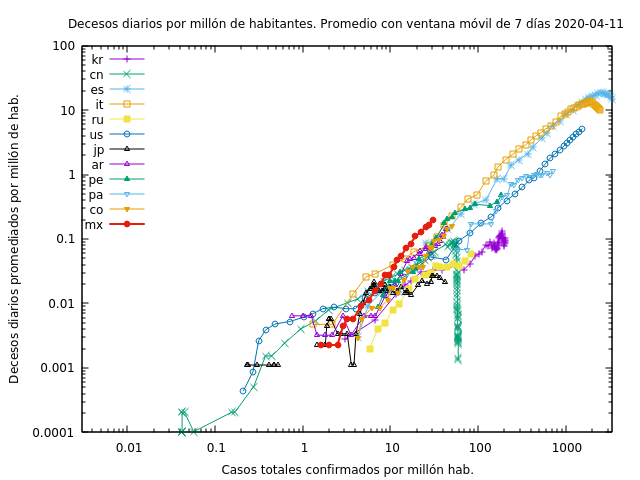 Decesos diarios por millón de habitantes. Promedio con ventana móvil de 7 días 2020-04-11
Decesos diarios promediados por millón de hab.
100
10
1
0.1
0.01
0.001
0.0001
kr
cn
es
it
ru
us
jp
ar
pe
pa
co
mx
0.01
0.1
1
10
100
1000
Casos totales confirmados por millón hab.